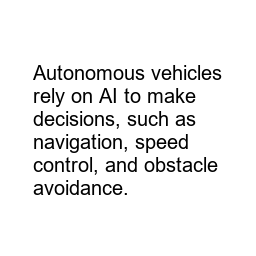 Autonomous vehicles
rely on AI to make
decisions, such as
navigation, speed
control, and obstacle
avoidance.